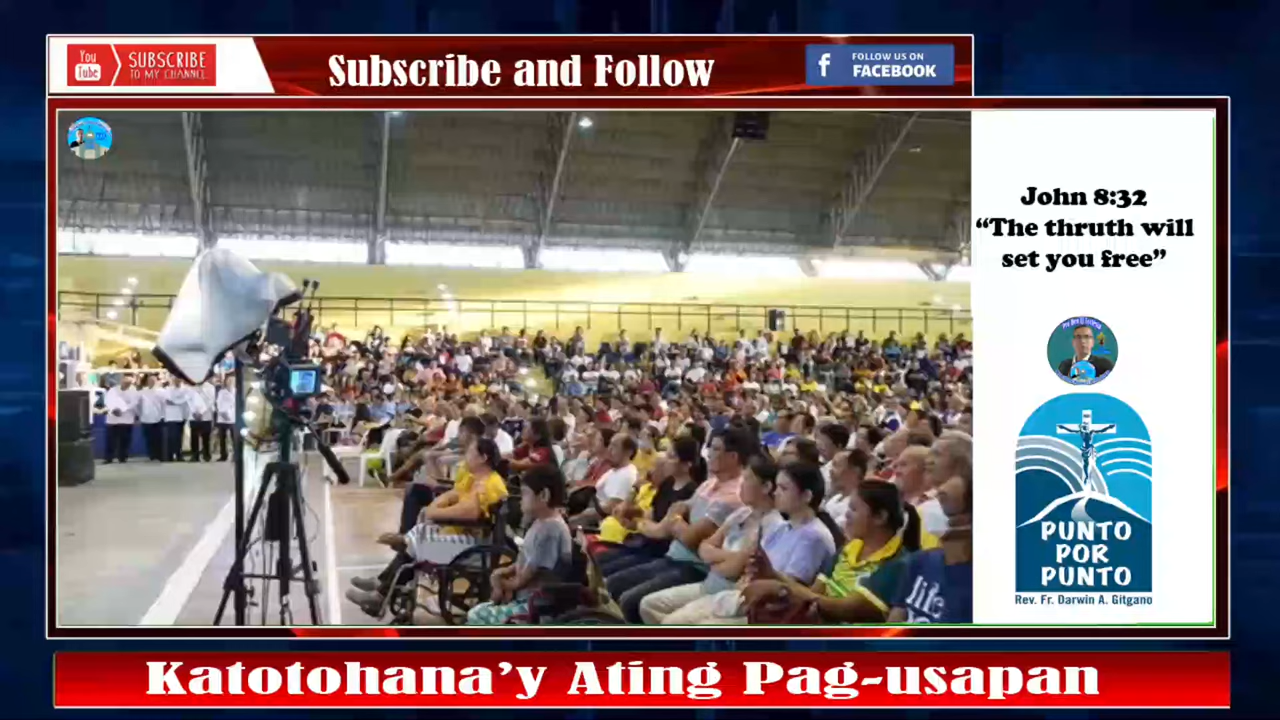 You
Tube
SUBSCRIBE
TO MY CHANNEL
Subscribe and Follow
f
FOLLOW US ON
FACEBOOK
John 8:32
“The thruth will
set you free”
PUNTO
POR
PUNTO
Rev. Fr. Darwin A. Gitgano
life
Katotohana’y Ating Pag-usapan